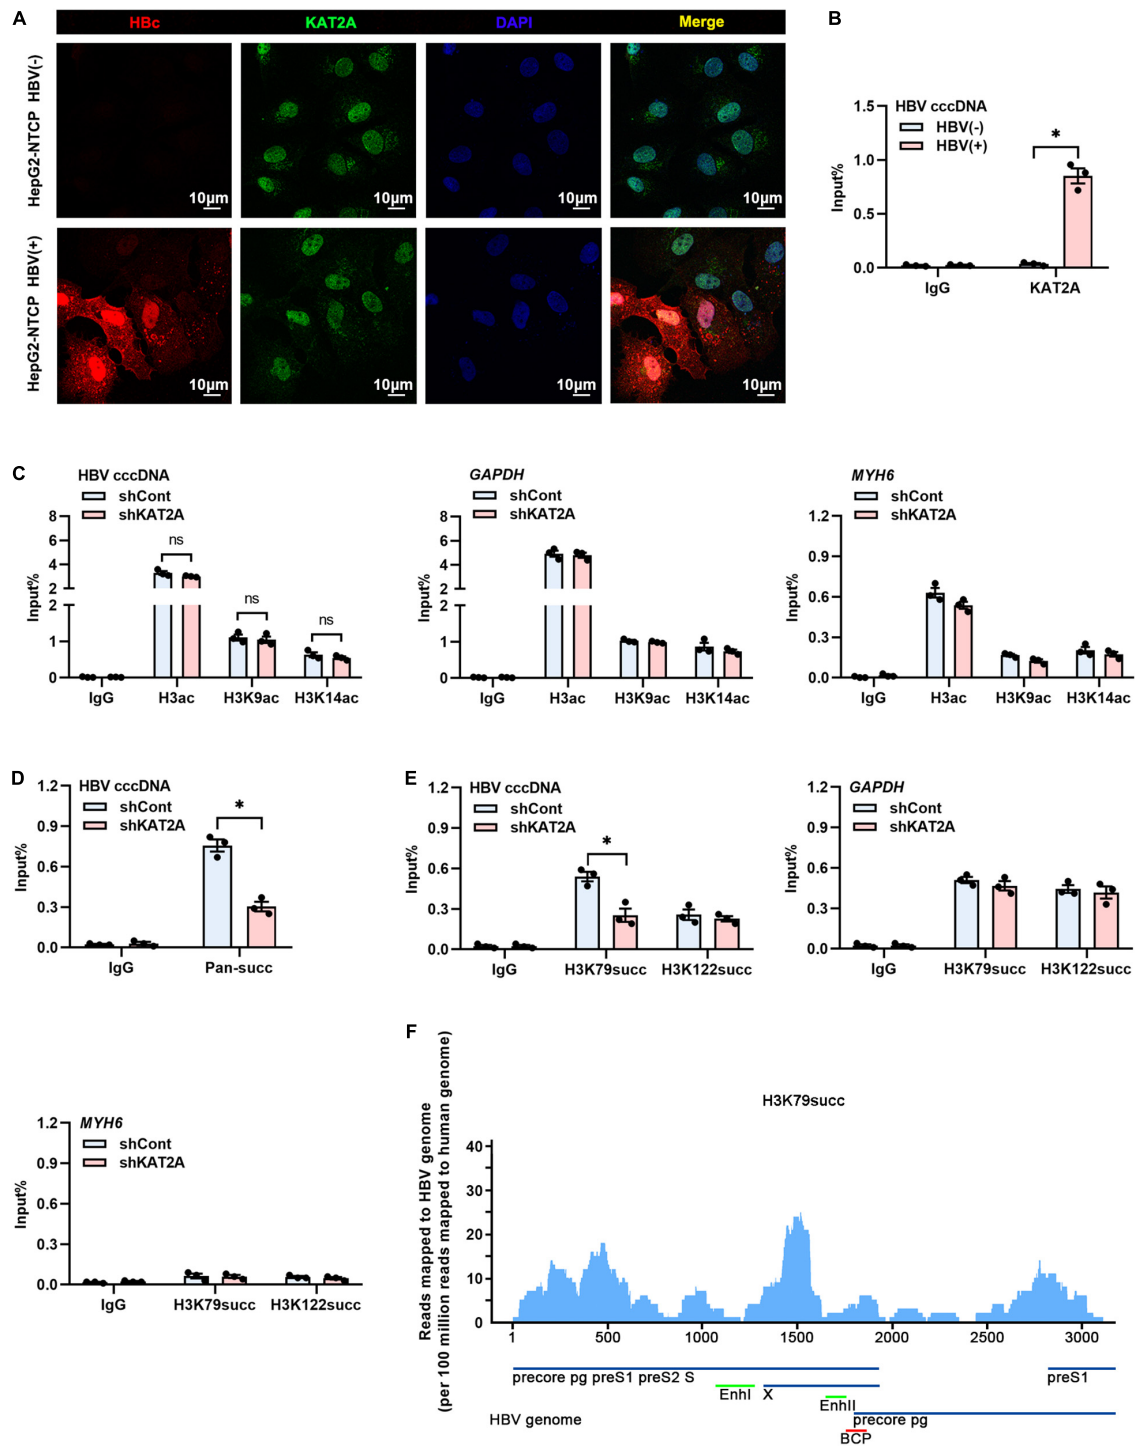 A
HBc
KAT2A
DAPI
Merge
HepG2-NTCP HBV(-)
10μm
10μm
10μm
10μm
HepG2-NTCP HBV(+)
10μm
10μm
10μm
10μm
B
HBV cccDNA
HBV(-)
HBV(+)
*
Input%
1.5
1.0
0.5
0.0
IgG
KAT2A
C
HBV cccDNA
shCont
shKAT2A
Input%
8
6
4
2
2
1
0
ns
ns
ns
IgG
H3ac
H3K9ac
H3K14ac
GAPDH
shCont
shKAT2A
Input%
8
6
4
2
2
1
0
IgG
H3ac
H3K9ac
H3K14ac
MYH6
shCont
shKAT2A
Input%
1.2
0.9
0.6
0.3
0.0
IgG
H3ac
H3K9ac
H3K14ac
D
HBV cccDNA
shCont
shKAT2A
*
Input%
1.2
0.9
0.6
0.3
0.0
IgG
Pan-succ
E
HBV cccDNA
shCont
shKAT2A
*
Input%
1.2
0.9
0.6
0.3
0.0
IgG
H3K79succ
H3K122succ
GAPDH
shCont
shKAT2A
Input%
1.2
0.9
0.6
0.3
0.0
IgG
H3K79succ
H3K122succ
MYH6
shCont
shKAT2A
Input%
1.2
0.9
0.6
0.3
0.0
IgG
H3K79succ
H3K122succ
F
H3K79succ
Reads mapped to HBV genome
(per 100 million reads mapped to human genome)
40
30
20
10
0
1
500
1000
1500
2000
2500
3000
precore pg preS1 preS2 S
preS1
EnhI
X
EnhII
precore pg
HBV genome
BCP